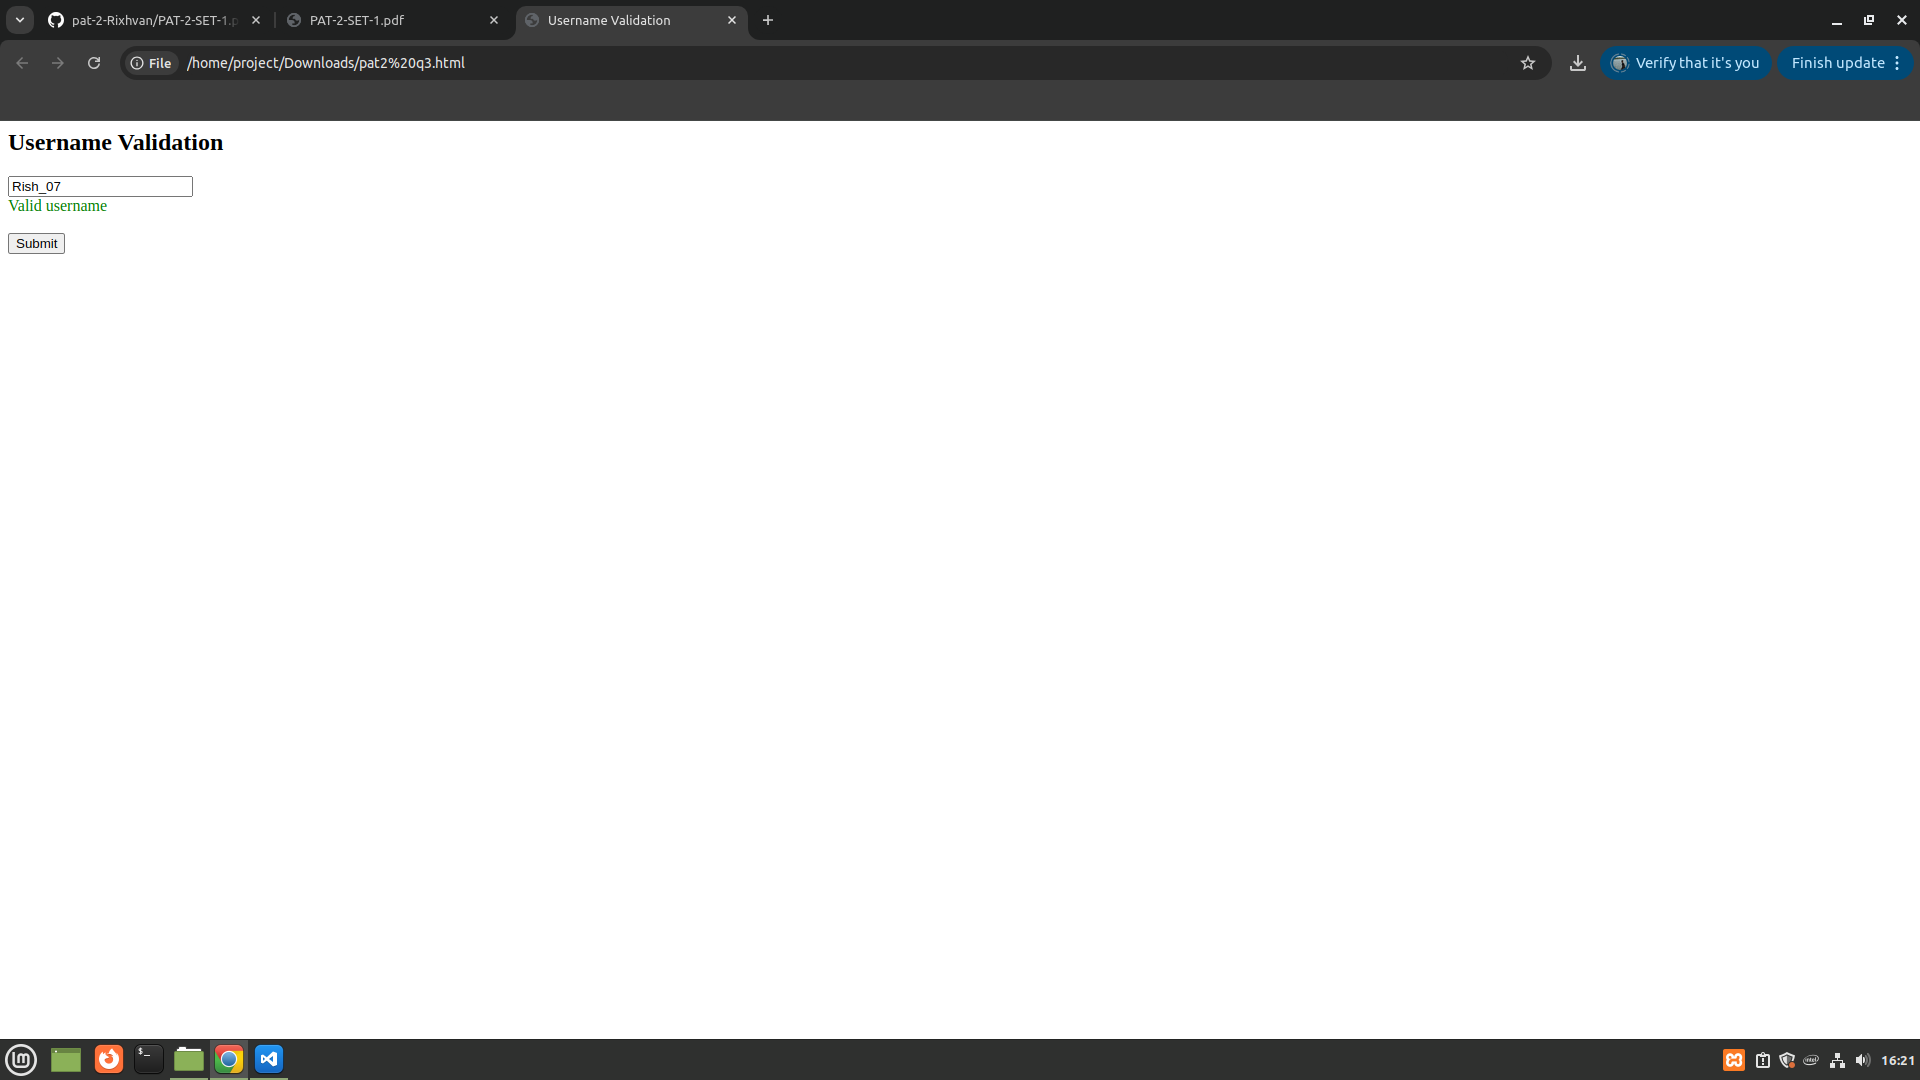 pat-2-Rixhvan/PAT-2-SET-1.p
PAT-2-SET-1.pdf
Username Validation
File
/home/project/Downloads/pat2%20q3.html
Verify that it's you
Finish update
Username Validation
Rish_07
Valid username
Submit
16:21